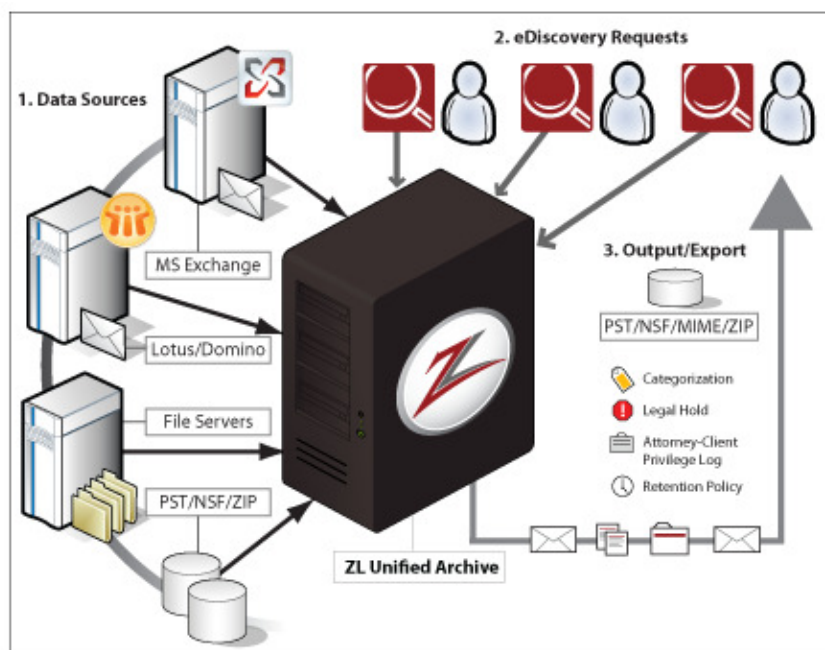 1. Data Sources
2. eDiscovery Requests
MS Exchange
Lotus/Domino
File Servers
PST/NSF/ZIP
ZL Unified Archive
3. Output/Export
PST/NSF/MIME/ZIP
Categorization
Legal Hold
Attorney-Client
Privilege Log
Retention Policy
ZL